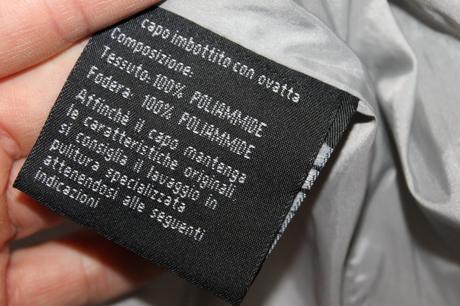 capo imbottito con ovatta
Composizione:
Tessuto: 100% POLIAMMIDE
Fodera: 100% POLIAMMIDE
Affinchè il capo mantenga
le caratteristiche originali,
si consiglia il lavaggio in
pulitura specializzata
attenendosi alle seguenti
indicazioni